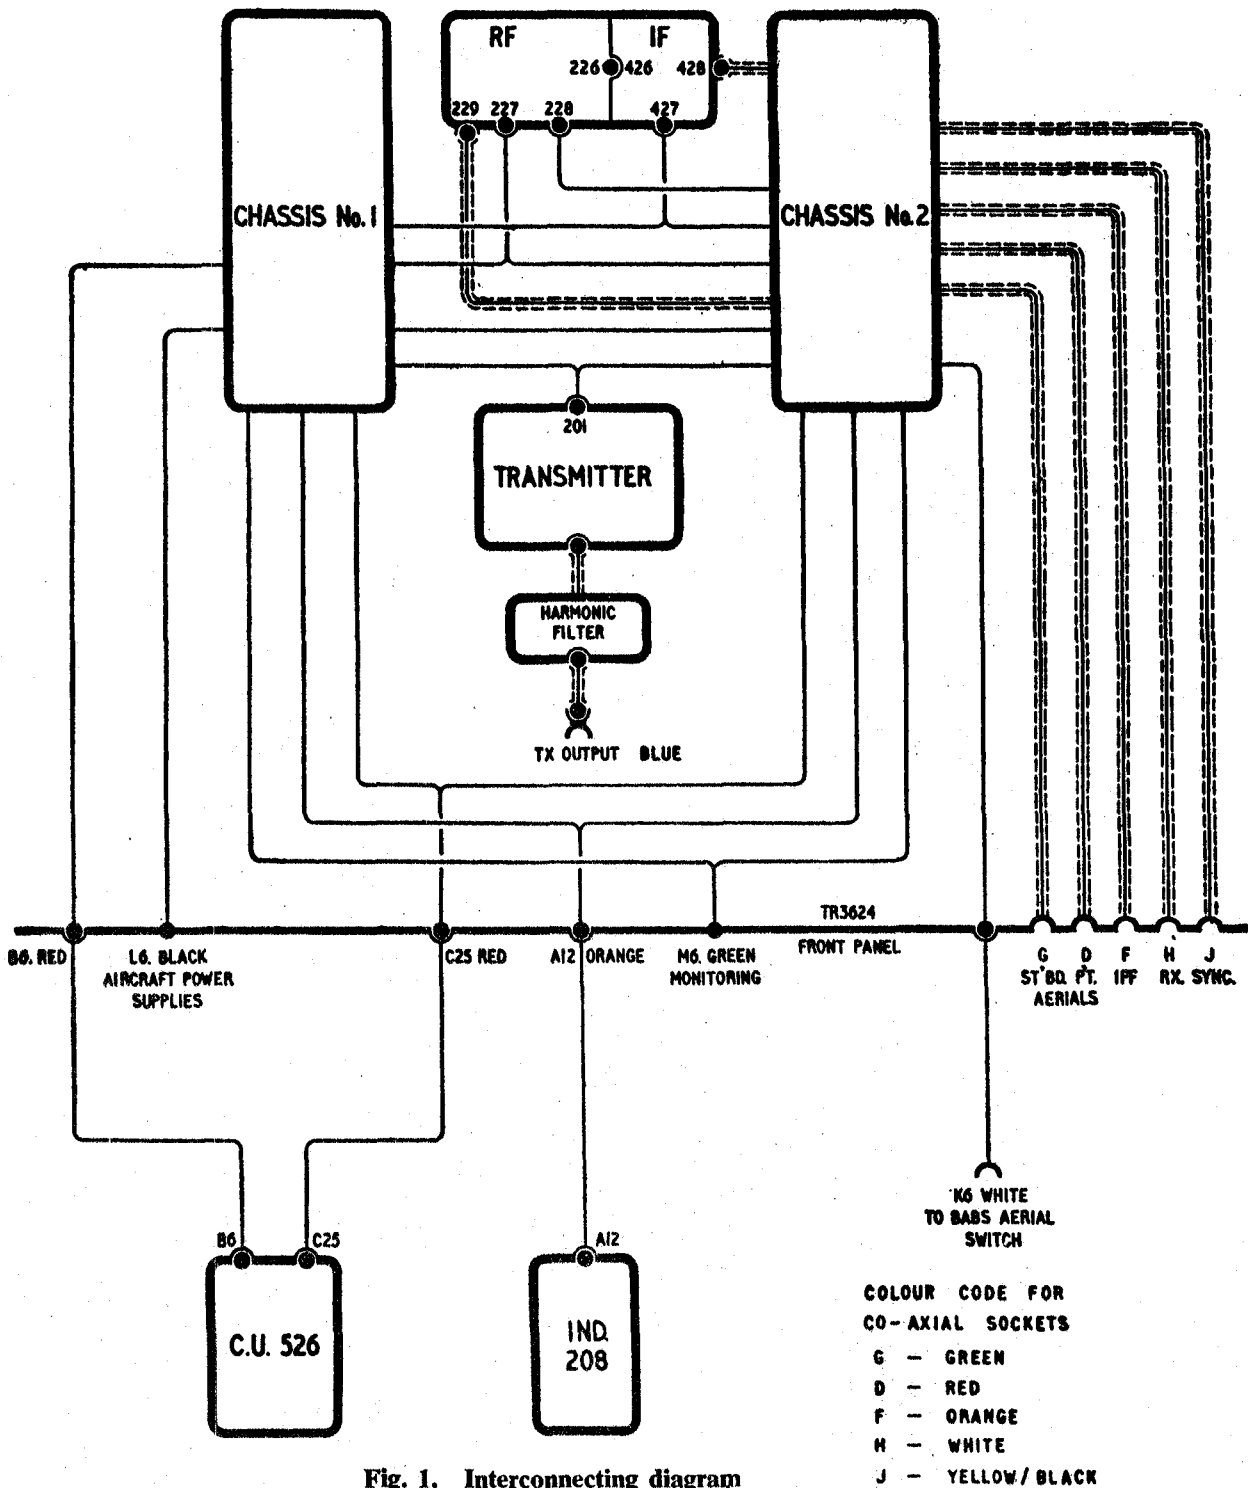 RF IF
226 426 428
229 227 228 427
CHASSIS No. 1
CHASSIS No. 2
201
TRANSMITTER
HARMONIC
FILTER
TX OUTPUT BLUE
TR3624
FRONT PANEL
B6. RED
L6. BLACK
AIRCRAFT POWER
SUPPLIES
C25 RED
A12 ORANGE
M6. GREEN
MONITORING
G D F H J
ST'BD. P'T. IFF RX. SYNC.
AERIALS
K6 WHITE
TO BABS AERIAL
SWITCH
B6 C25
C.U. 526
A12
IND.
208
COLOUR CODE FOR
CO-AXIAL SOCKETS
G — GREEN
D — RED
F — ORANGE
H — WHITE
J — YELLOW/BLACK
Fig. 1. Interconnecting diagram